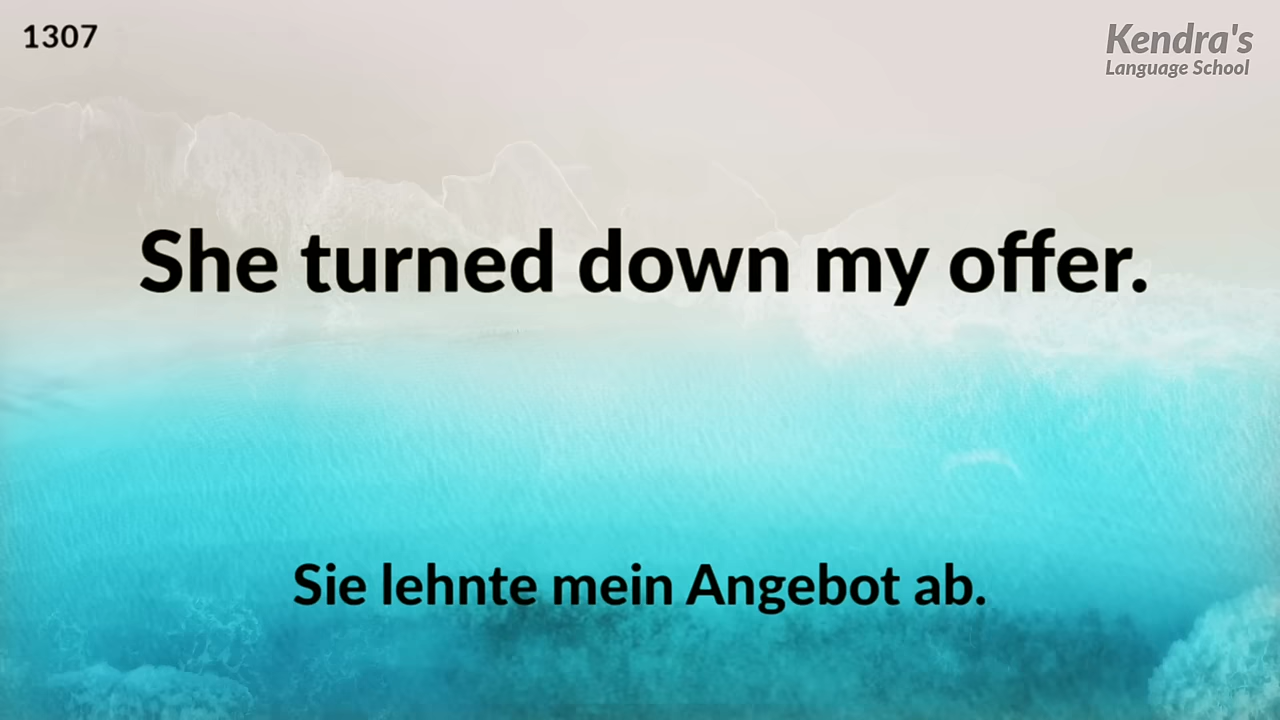 1307
Kendra's
Language School
She turned down my offer.
Sie lehnte mein Angebot ab.